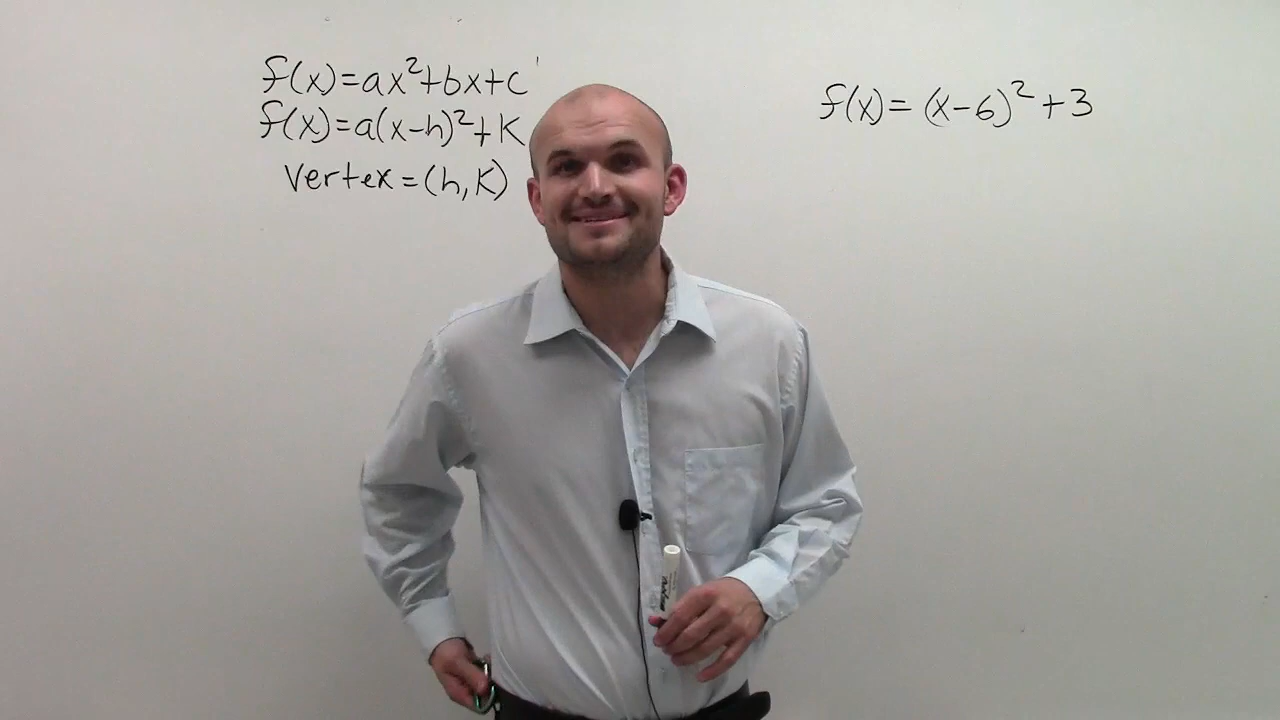 f(x)=ax²+bx+c
f(x)=a(x-h)²+K
vertex=(h,K)
f(x)=(x-6)²+3